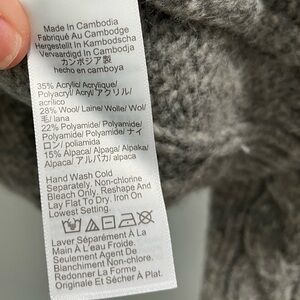 Made In Cambodia
Fabriqué Au Cambodge
Hergestellt In Kambodscha
Vervaardigd In Cambodja
カンボジア製
hecho en camboya
35% Acrylic/ Acrylique/
Polyacryl/ Acryl/ アクリル/
acrílico
28% Wool/ Laine/ Wolle/ Wol/
毛/ lana
22% Polyamide/ Polyamid/ ナイ
ロン/ poliamida
15% Alpaca/ Alpaga/ Alpaka/
Alpaca/ アルパカ/ alpaca
Hand Wash Cold
Separately. Non-chlorine
Bleach Only. Reshape And
Lay Flat To Dry. Iron On
Lowest Setting.
Laver Séparément À La
Main À L'eau Froide.
Seulement Agent De
Blanchiment Non-chlore.
Redonner La Forme
Originale Et Sécher À Plat.